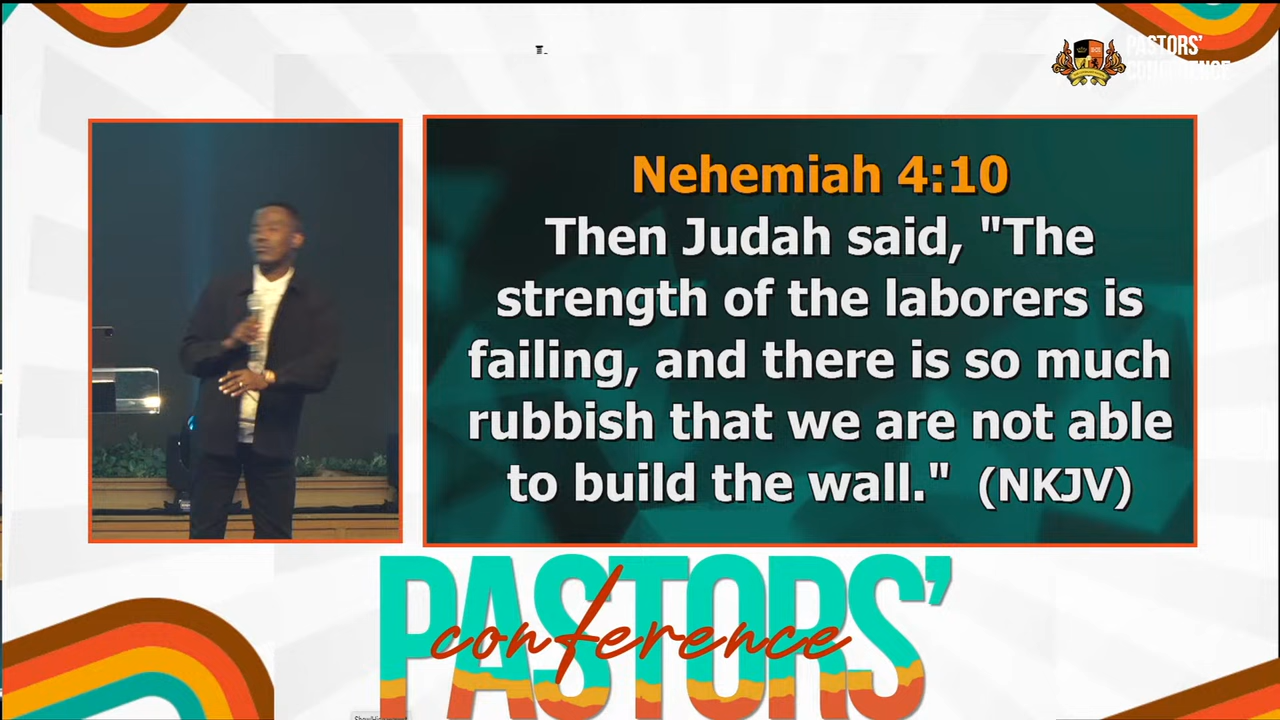 PASTORS'
CONFERENCE
Nehemiah 4:10
Then Judah said, "The
strength of the laborers is
failing, and there is so much
rubbish that we are not able
to build the wall." (NKJV)
PASTORS'
conference